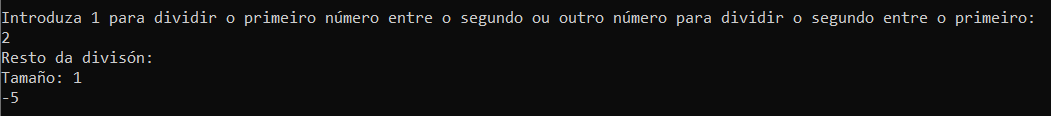 Introduza 1 para dividir o primeiro número entre o segundo ou outro número para dividir o segundo entre o primeiro:
2
Resto da divisón:
Tamaño: 1
-5